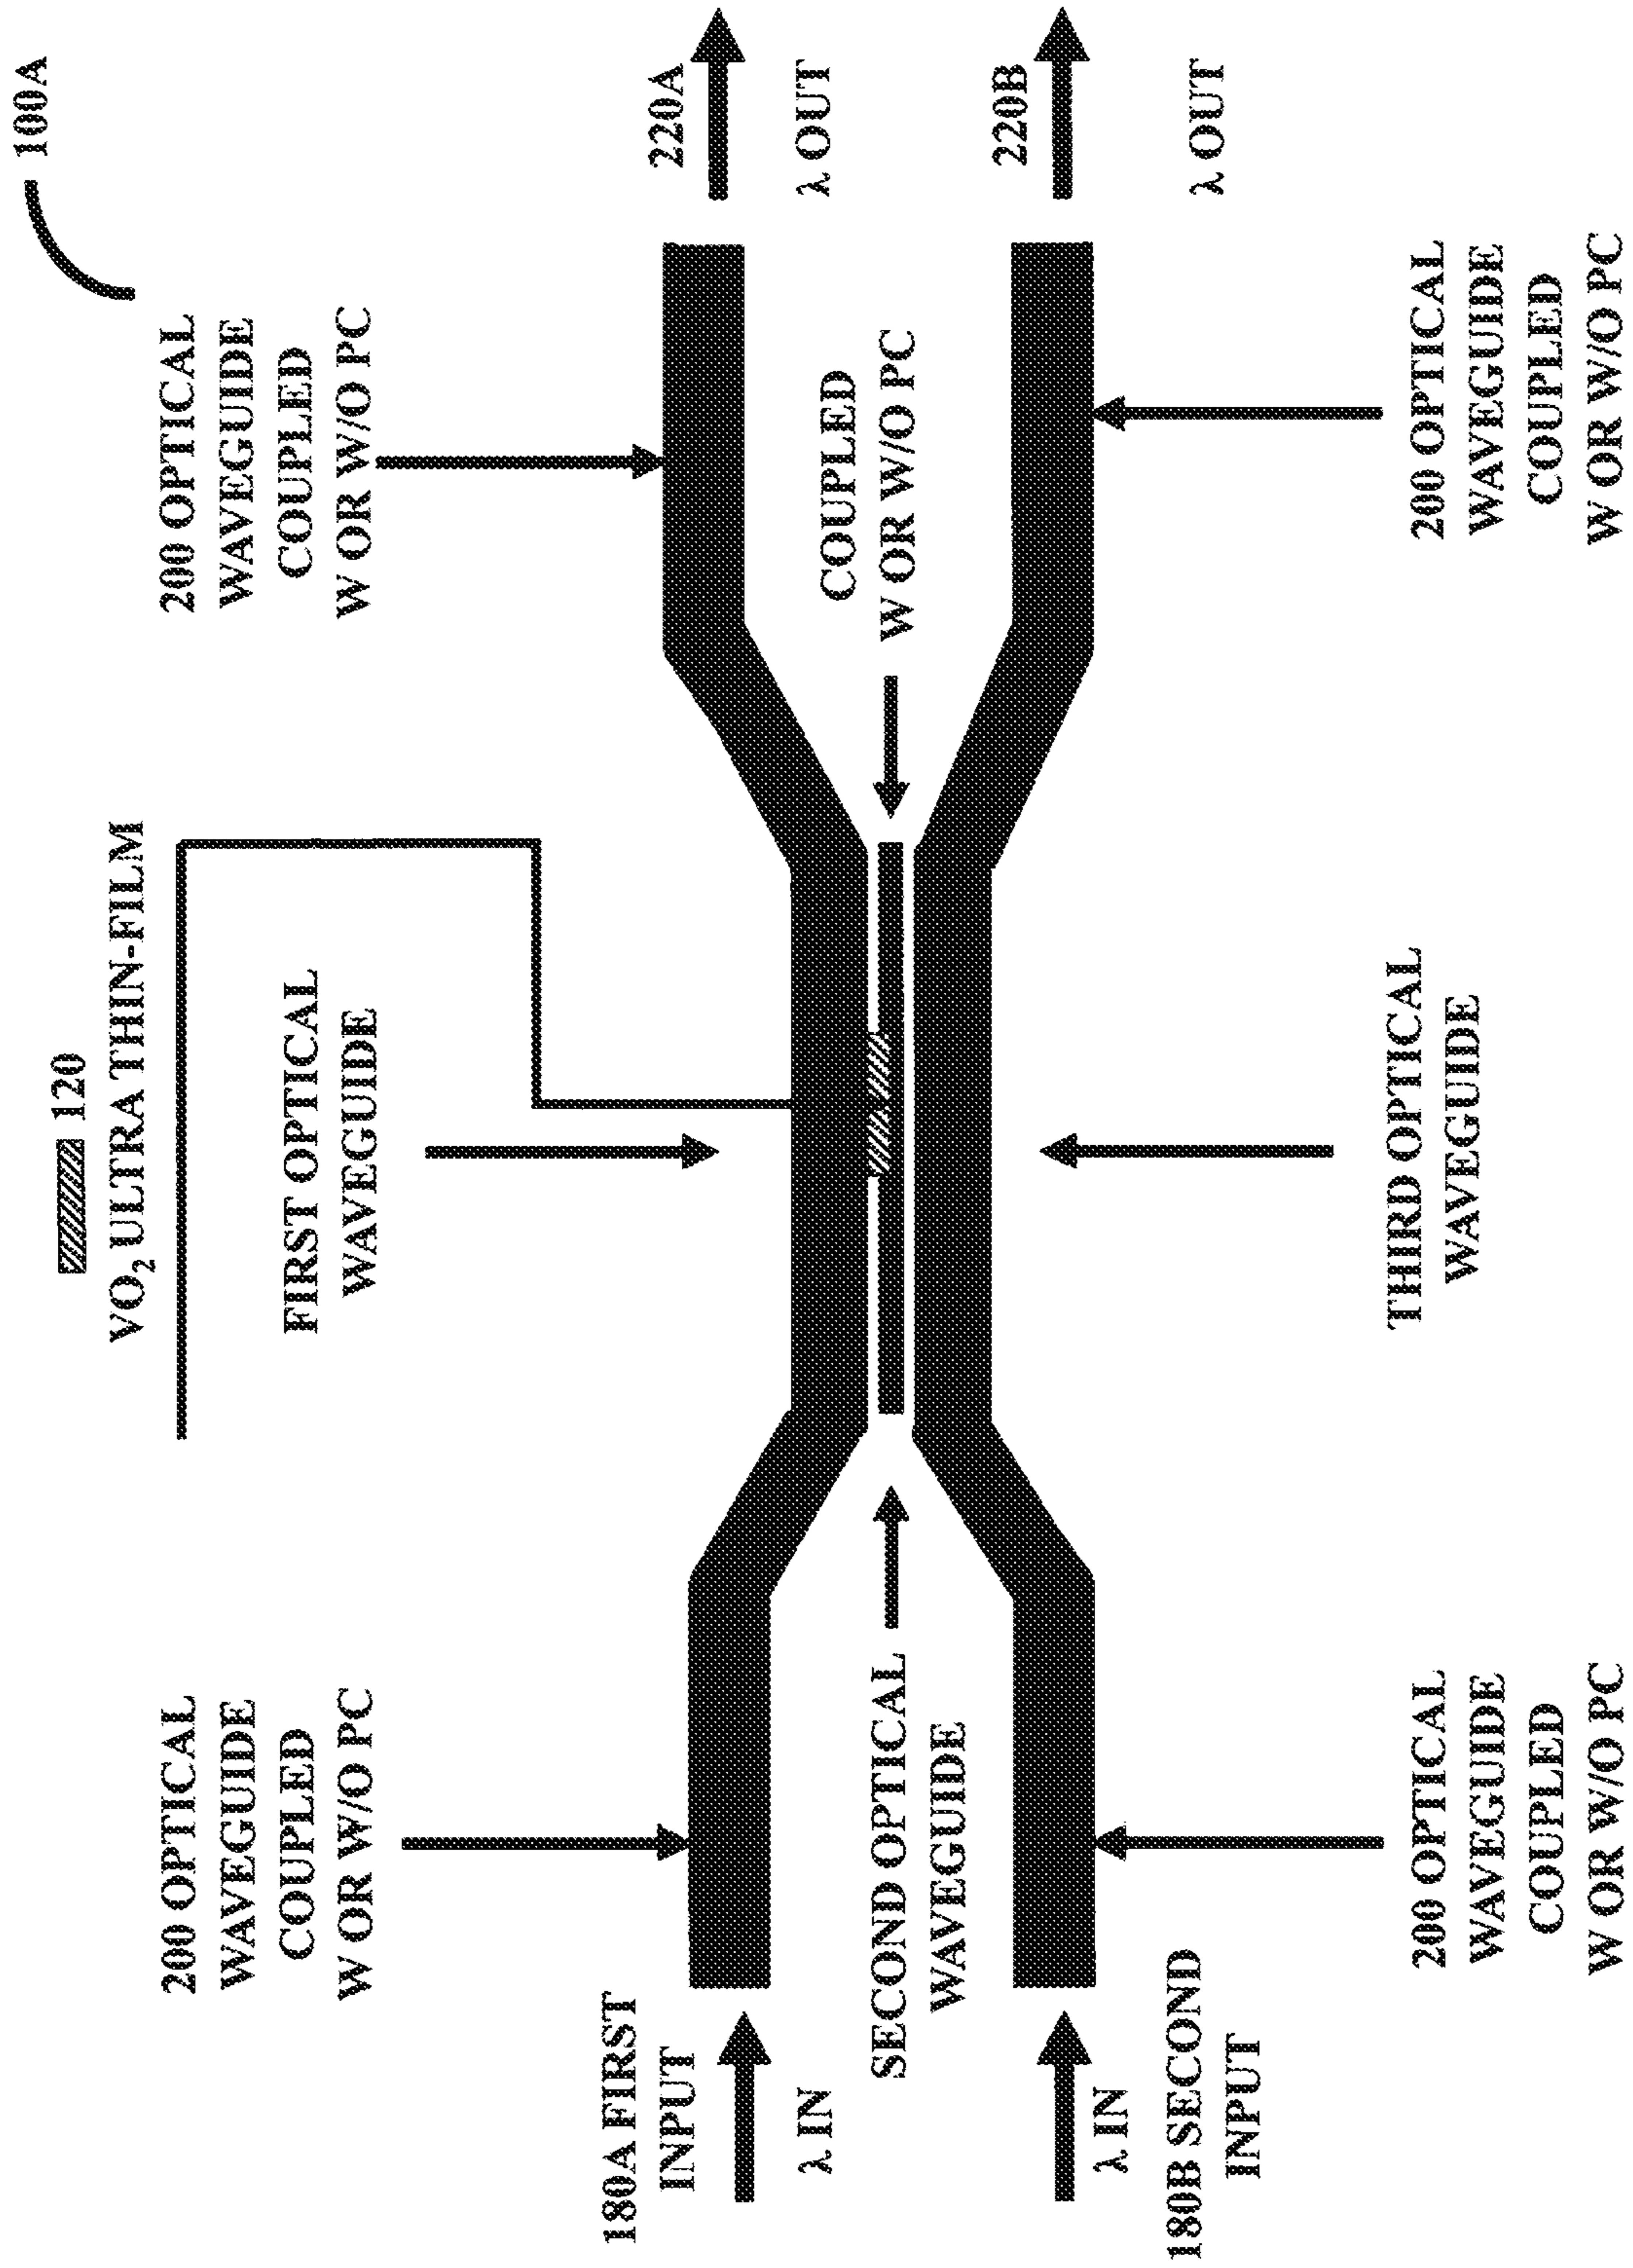 100A
120
VO2 ULTRA THIN-FILM
200 OPTICAL
WAVEGUIDE
COUPLED
W OR W/O PC
FIRST OPTICAL
WAVEGUIDE
200 OPTICAL
WAVEGUIDE
COUPLED
W OR W/O PC
180A FIRST
INPUT
λ IN
220A
λ OUT
SECOND OPTICAL
WAVEGUIDE
COUPLED
W OR W/O PC
λ IN
180B SECOND
INPUT
220B
λ OUT
200 OPTICAL
WAVEGUIDE
COUPLED
W OR W/O PC
THIRD OPTICAL
WAVEGUIDE
200 OPTICAL
WAVEGUIDE
COUPLED
W OR W/O PC